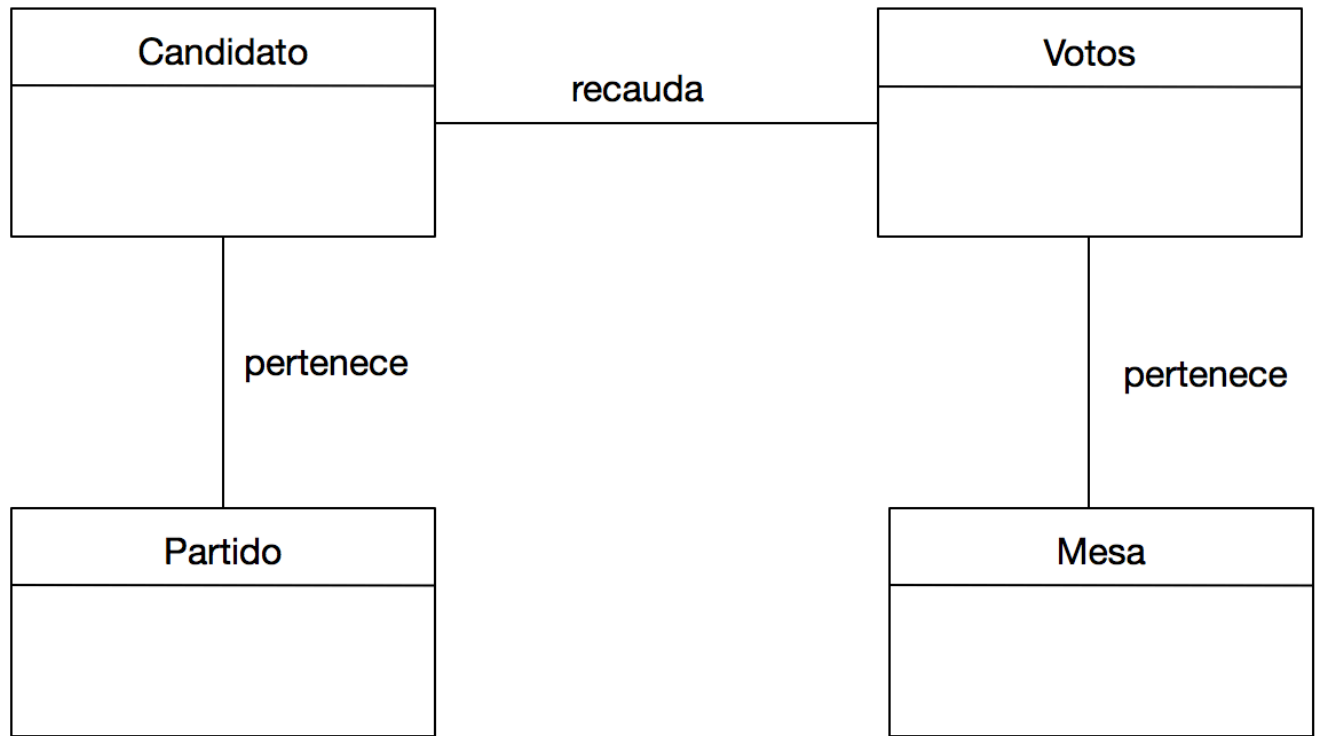 Candidato
recauda
Votos
pertenece
pertenece
Partido
Mesa